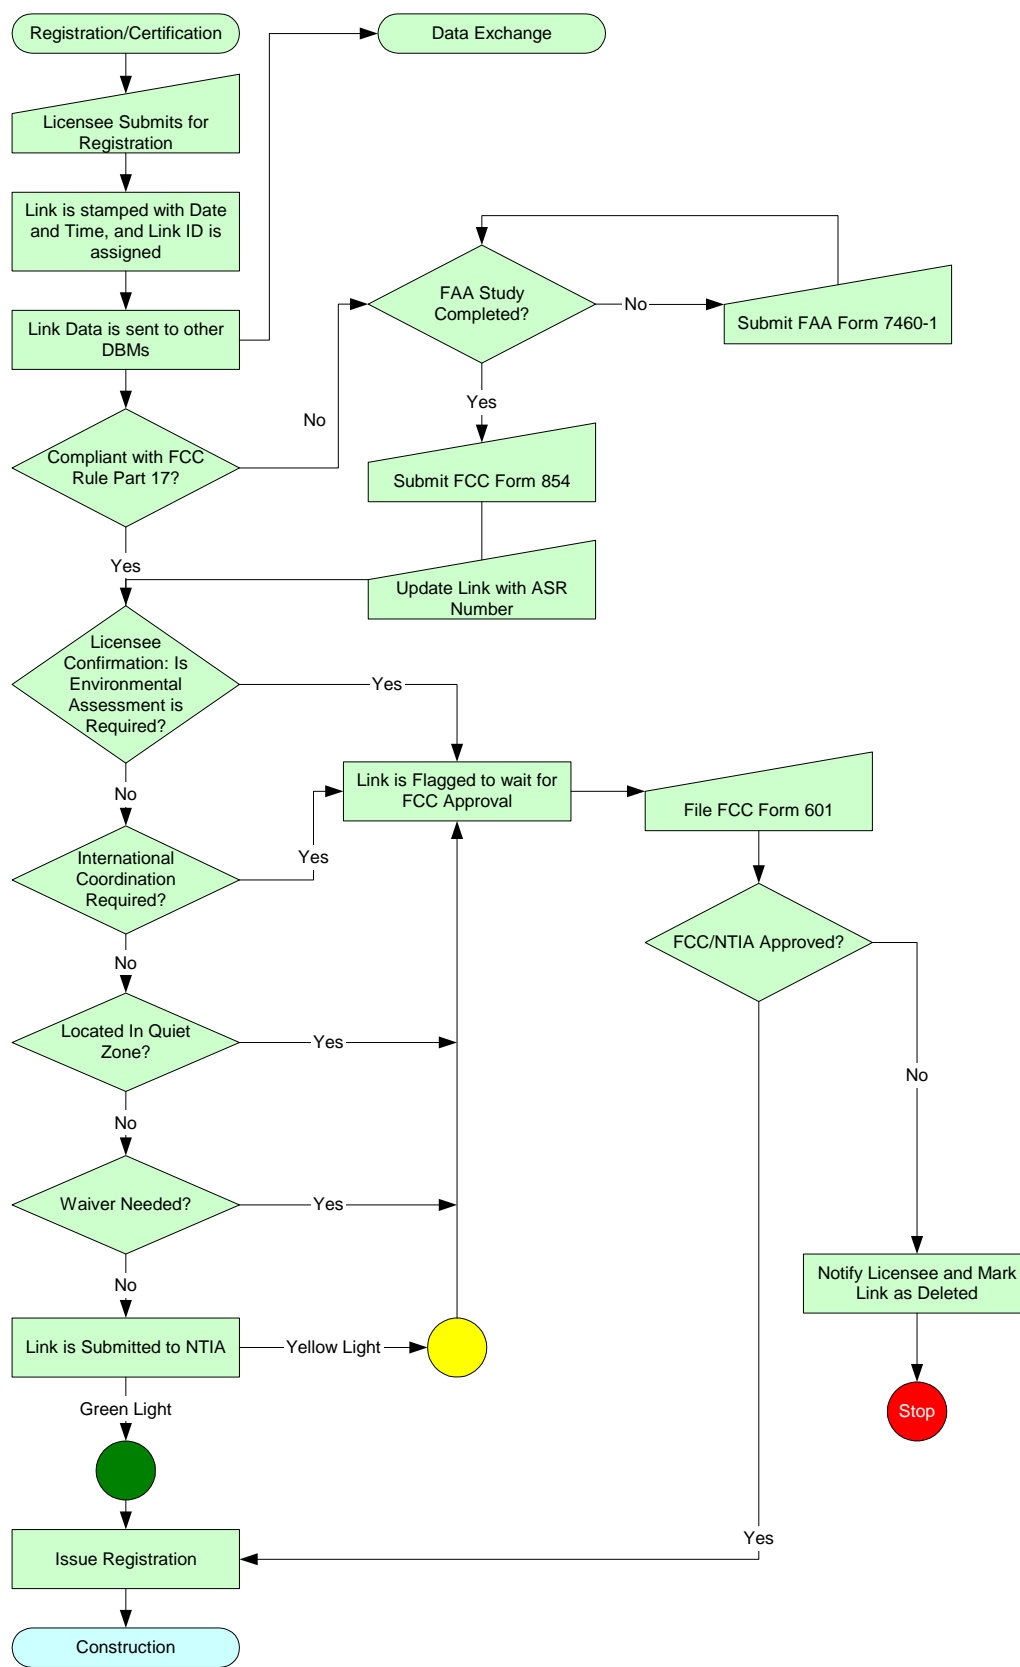 Registration/Certification
Data Exchange
Licensee Submits for
Registration
Link is stamped with Date
and Time, and Link ID is
assigned
FAA Study
Completed?
No
Submit FAA Form 7460-1
Link Data is sent to other
DBMs
Yes
No
Compliant with FCC
Rule Part 17?
Submit FCC Form 854
Yes
Update Link with ASR
Number
Licensee
Confirmation: Is
Environmental
Assessment is
Required?
Yes
Link is Flagged to wait for
FCC Approval
File FCC Form 601
No
International
Coordination
Required?
Yes
FCC/NTIA Approved?
No
Located In Quiet
Zone?
Yes
No
No
Waiver Needed?
Yes
No
Notify Licensee and Mark
Link as Deleted
Link is Submitted to NTIA
Yellow Light
Green Light
Stop
Yes
Issue Registration
Construction